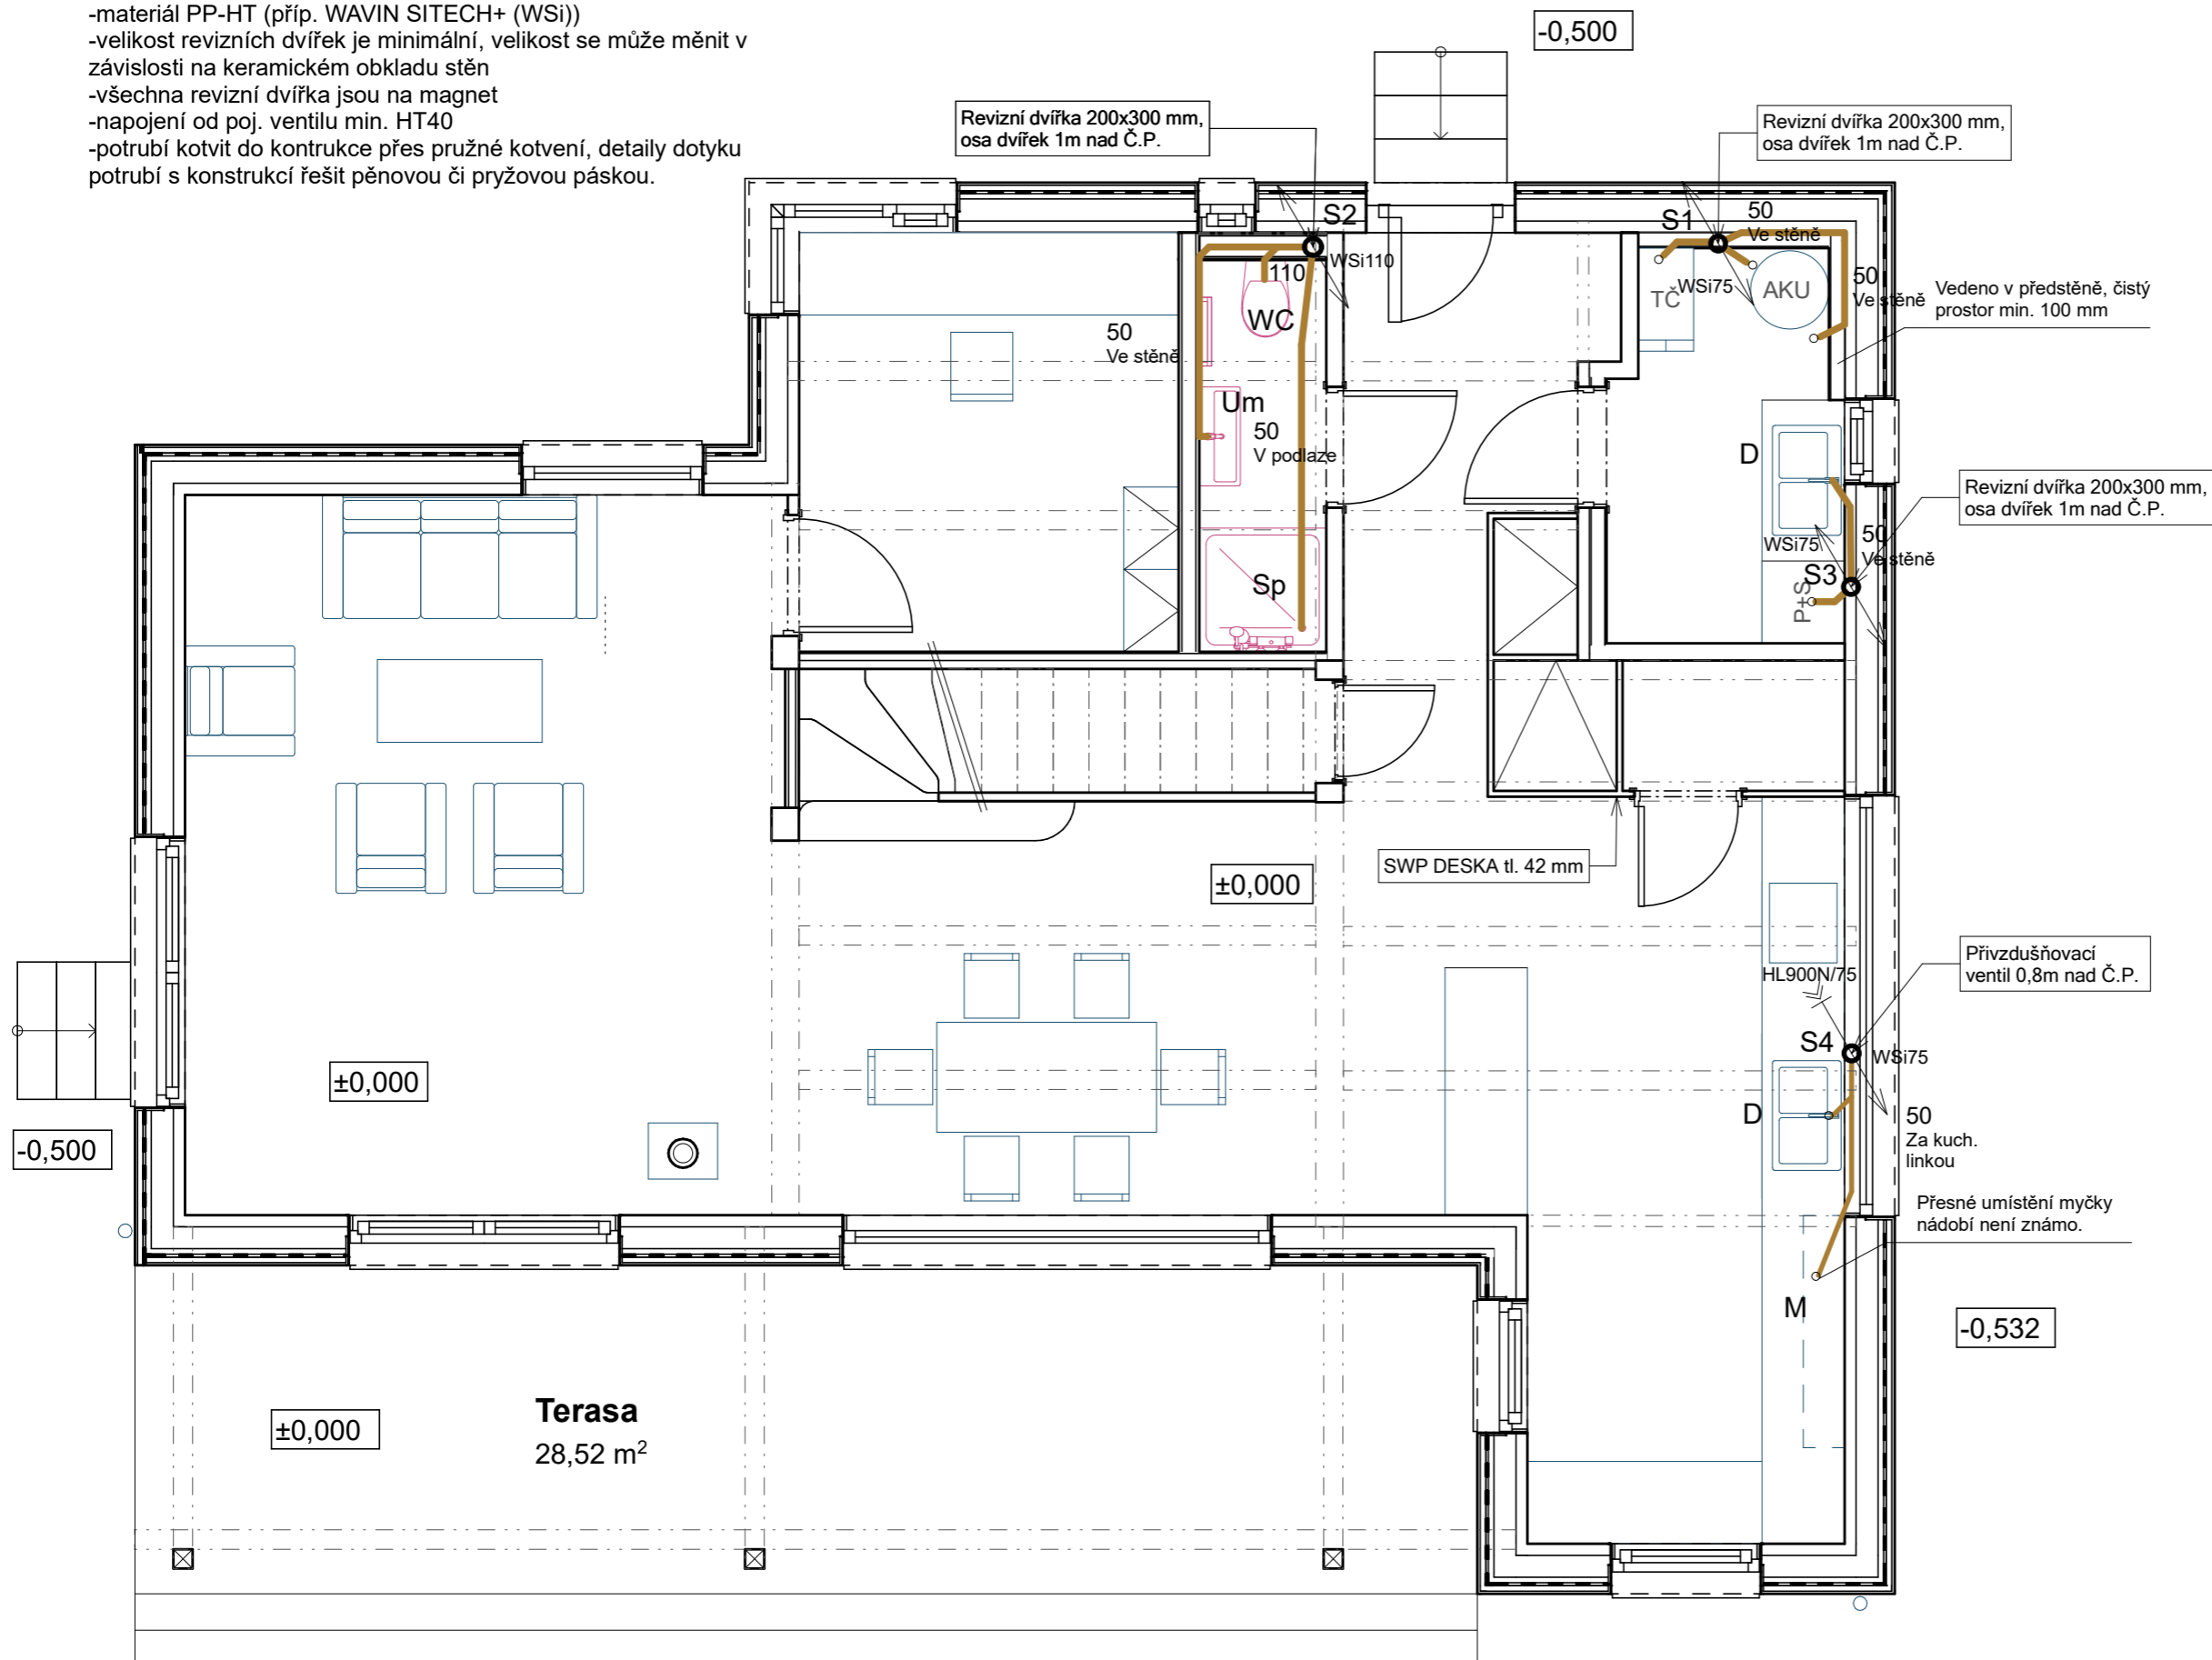 -materiál PP-HT (příp. WAVIN SITECH+ (WSi))
-velikost revizních dvířek je minimální, velikost se může měnit v
závislosti na keramickém obkladu stěn
-všechna revizní dvířka jsou na magnet
-napojení od poj. ventilu min. HT40
-potrubí kotvit do kontrukce přes pružné kotvení, detaily dotyku
potrubí s konstrukcí řešit pěnovou či pryžovou páskou.
-0,500
Revizní dvířka 200x300 mm,
osa dvířek 1m nad Č.P.
Revizní dvířka 200x300 mm,
osa dvířek 1m nad Č.P.
S2
WSi110
110
WC
50
Ve stěně
Um
50
V podlaze
Sp
S1
50
Ve stěně
TČ
WSi75
AKU
50
Ve stěně
Vedeno v předstěně, čistý
prostor min. 100 mm
D
Revizní dvířka 200x300 mm,
osa dvířek 1m nad Č.P.
WSi75
50
Ve stěně
S3
P+S
SWP DESKA tl. 42 mm
±0,000
HL900N/75
Přivzdušňovací
ventil 0,8m nad Č.P.
S4
WSi75
D
50
Za kuch.
linkou
Přesné umístění myčky
nádobí není známo.
M
-0,532
±0,000
-0,500
±0,000
Terasa
28,52 m²